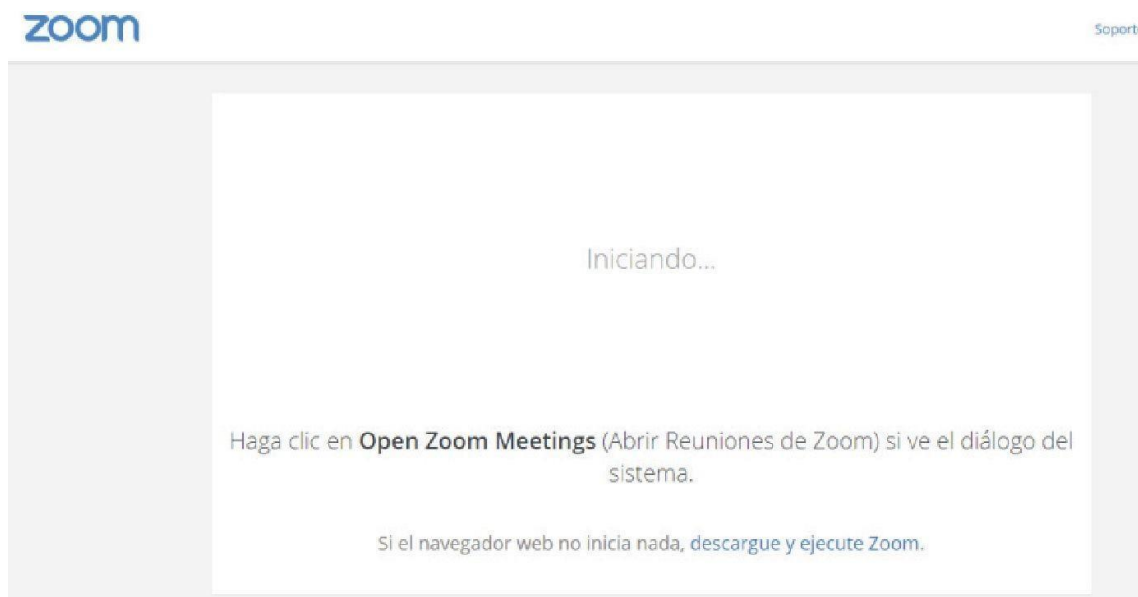 zoom
Soporte
Iniciando...
Haga clic en Open Zoom Meetings (Abrir Reuniones de Zoom) si ve el diálogo del
sistema.
Si el navegador web no inicia nada, descargue y ejecute Zoom.